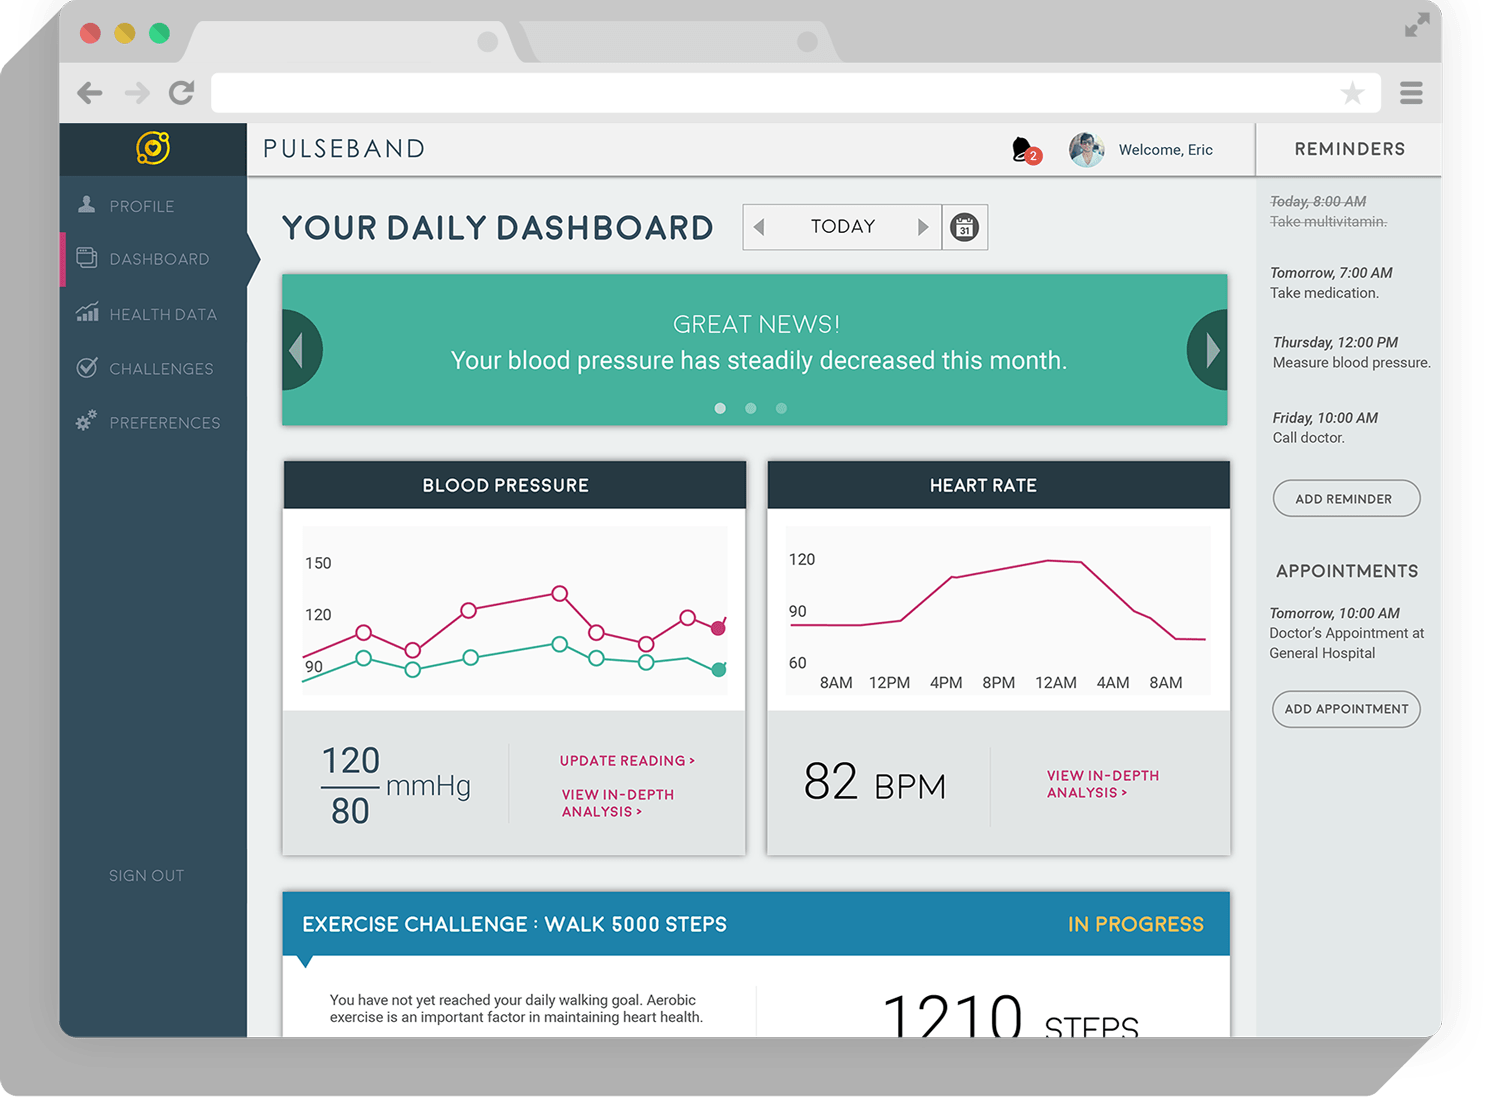 PULSEBAND
2
Welcome, Eric
REMINDERS
PROFILE
DASHBOARD
HEALTH DATA
CHALLENGES
PREFERENCES
SIGN OUT
YOUR DAILY DASHBOARD
TODAY
31
GREAT NEWS!
Your blood pressure has steadily decreased this month.
BLOOD PRESSURE
150
120
90
120
80
mmHg
UPDATE READING >
VIEW IN-DEPTH
ANALYSIS >
HEART RATE
120
90
60
8AM 12PM 4PM 8PM 12AM 4AM 8AM
82 BPM
VIEW IN-DEPTH
ANALYSIS >
EXERCISE CHALLENGE : WALK 5000 STEPS
IN PROGRESS
You have not yet reached your daily walking goal. Aerobic
exercise is an important factor in maintaining heart health.
1210 STEPS
Today, 8:00 AM
Take multivitamin.
Tomorrow, 7:00 AM
Take medication.
Thursday, 12:00 PM
Measure blood pressure.
Friday, 10:00 AM
Call doctor.
ADD REMINDER
APPOINTMENTS
Tomorrow, 10:00 AM
Doctor's Appointment at
General Hospital
ADD APPOINTMENT